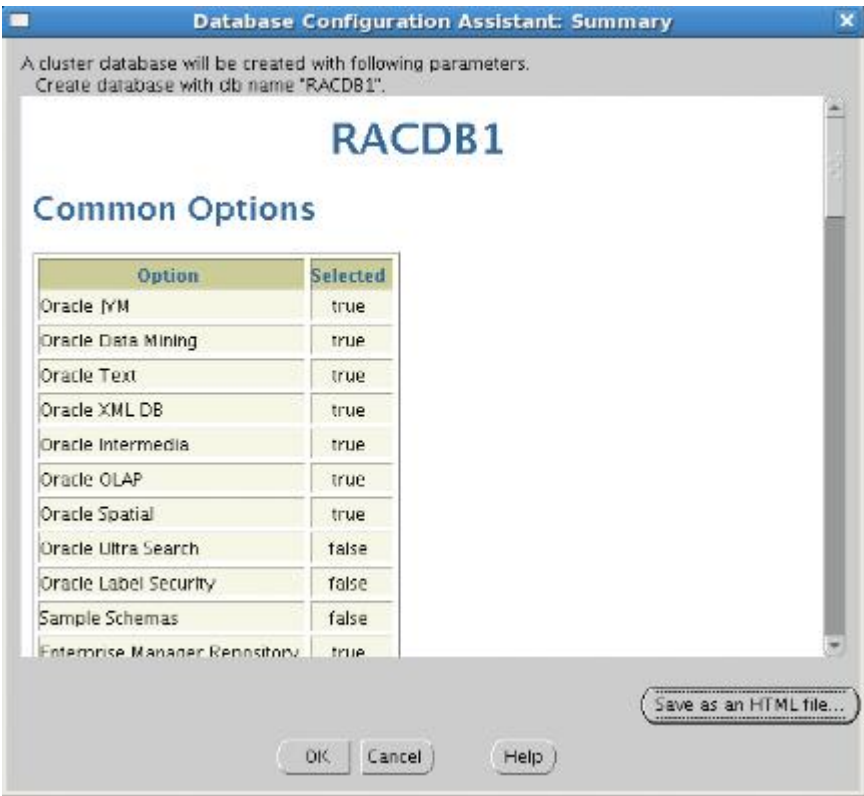 Database Configuration Assistant: Summary
A cluster database will be created with following parameters.
Create database with db name "RACDB1".
RACDB1
Common Options
Option Selected
Oracle JVM true
Oracle Data Mining true
Oracle Text true
Oracle XML DB true
Oracle Intermedia true
Oracle OLAP true
Oracle Spatial true
Oracle Ultra Search false
Oracle Label Security false
Sample Schemas false
Enterprise Manager Repository true
Save as an HTML file...
OK Cancel Help